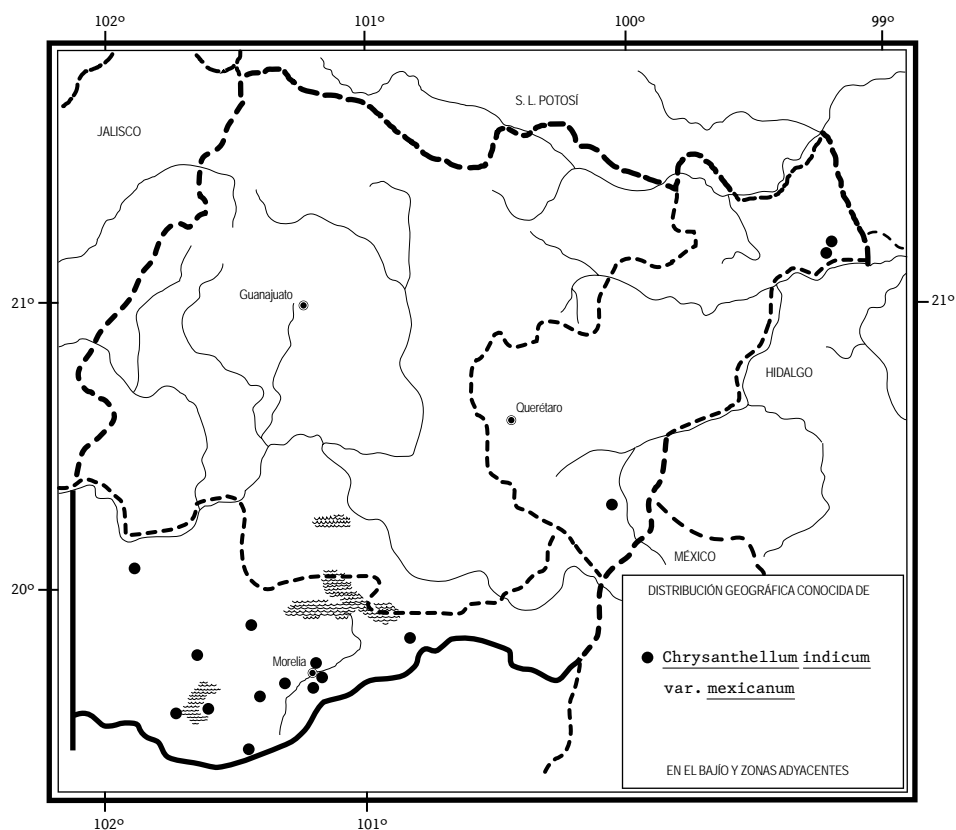 102º 101º 100º 99º
S. L. POTOSÍ
JALISCO
Guanajuato
21º 21º
HIDALGO
Querétaro
MÉXICO
20º
DISTRIBUCIÓN GEOGRÁFICA CONOCIDA DE
Chrysanthellum indicum
Morelia
var. mexicanum
EN EL BAJÍO Y ZONAS ADYACENTES
102º 101º